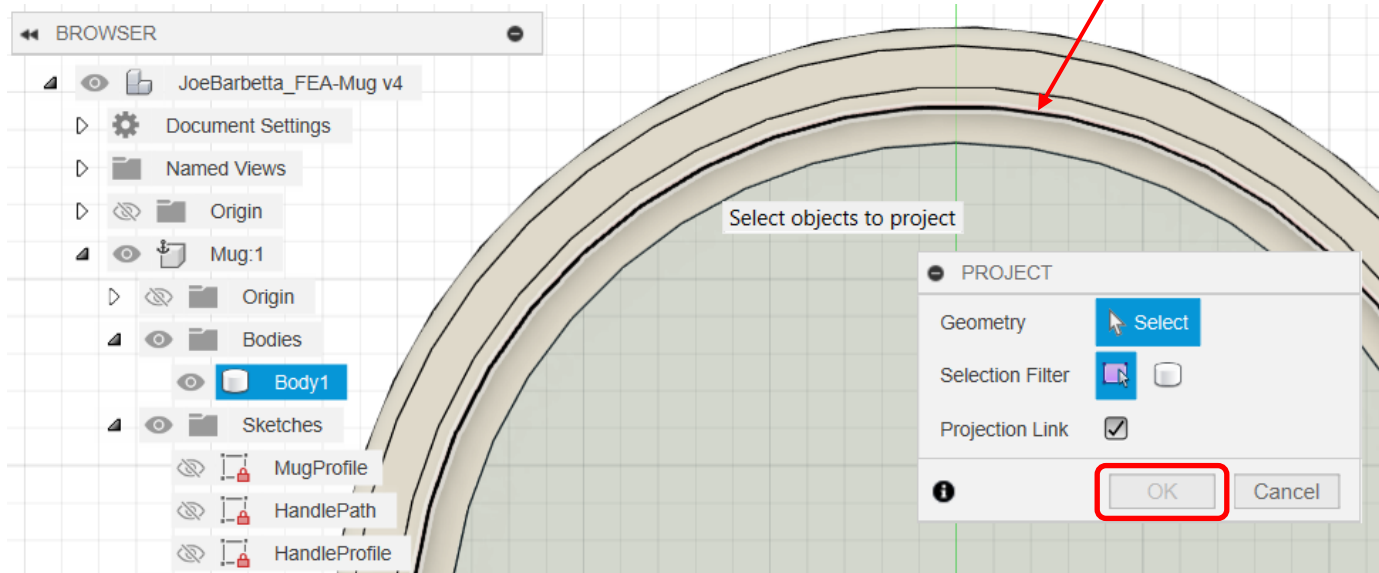 BROWSER
JoeBarbetta_FEA-Mug v4
Document Settings
Named Views
Origin
Mug:1
Origin
Bodies
Body1
Sketches
MugProfile
HandlePath
HandleProfile
Select objects to project
PROJECT
Geometry Select
Selection Filter
Projection Link
OK Cancel